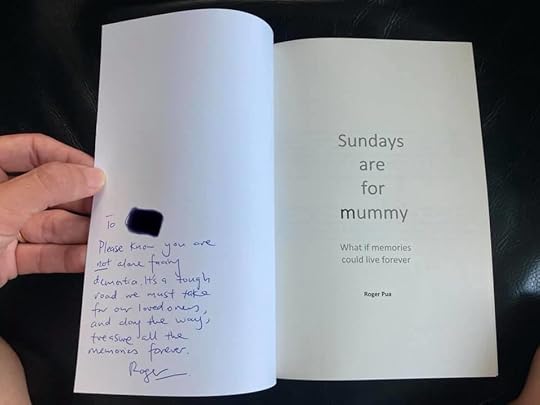 To
Please know you are
not alone facing
dementia. It's a tough
road we must take
for our loved ones,
and along the way,
treasure all the
memories forever.
Roger
Sundays
are
for
mummy
What if memories
could live forever
Roger Pua